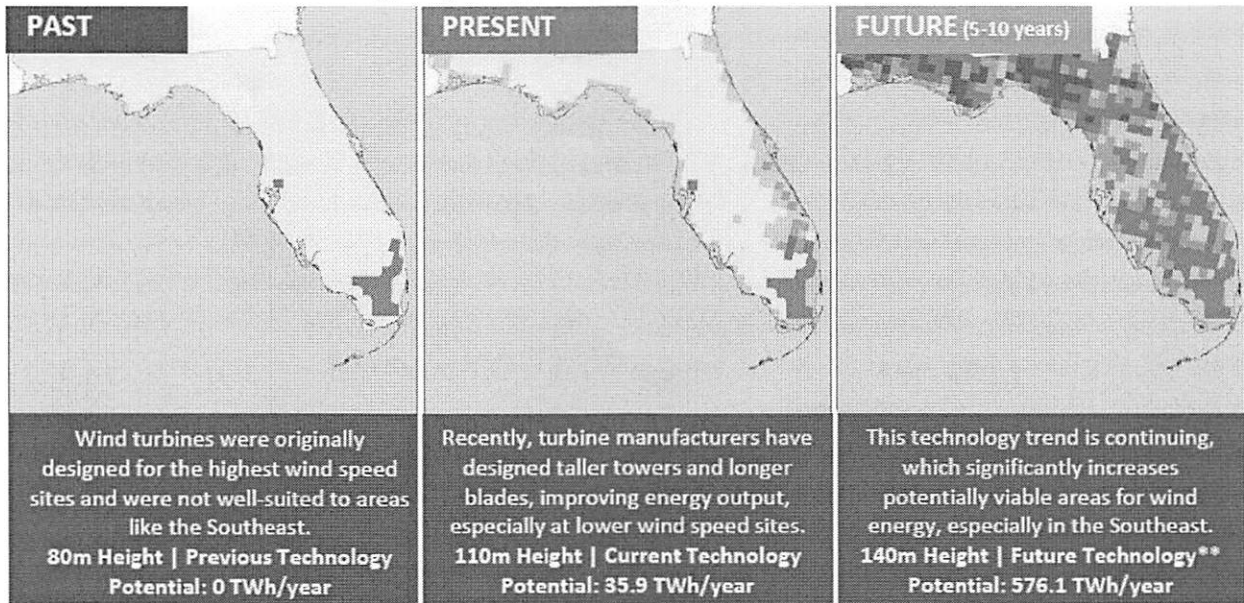 PAST
Wind turbines were originally
designed for the highest wind speed
sites and were not well-suited to areas
like the Southeast.
80m Height | Previous Technology
Potential: 0 TWh/year
PRESENT
Recently, turbine manufacturers have
designed taller towers and longer
blades, improving energy output,
especially at lower wind speed sites.
110m Height | Current Technology
Potential: 35.9 TWh/year
FUTURE (5-10 years)
This technology trend is continuing,
which significantly increases
potentially viable areas for wind
energy, especially in the Southeast.
140m Height | Future Technology**
Potential: 576.1 TWh/year